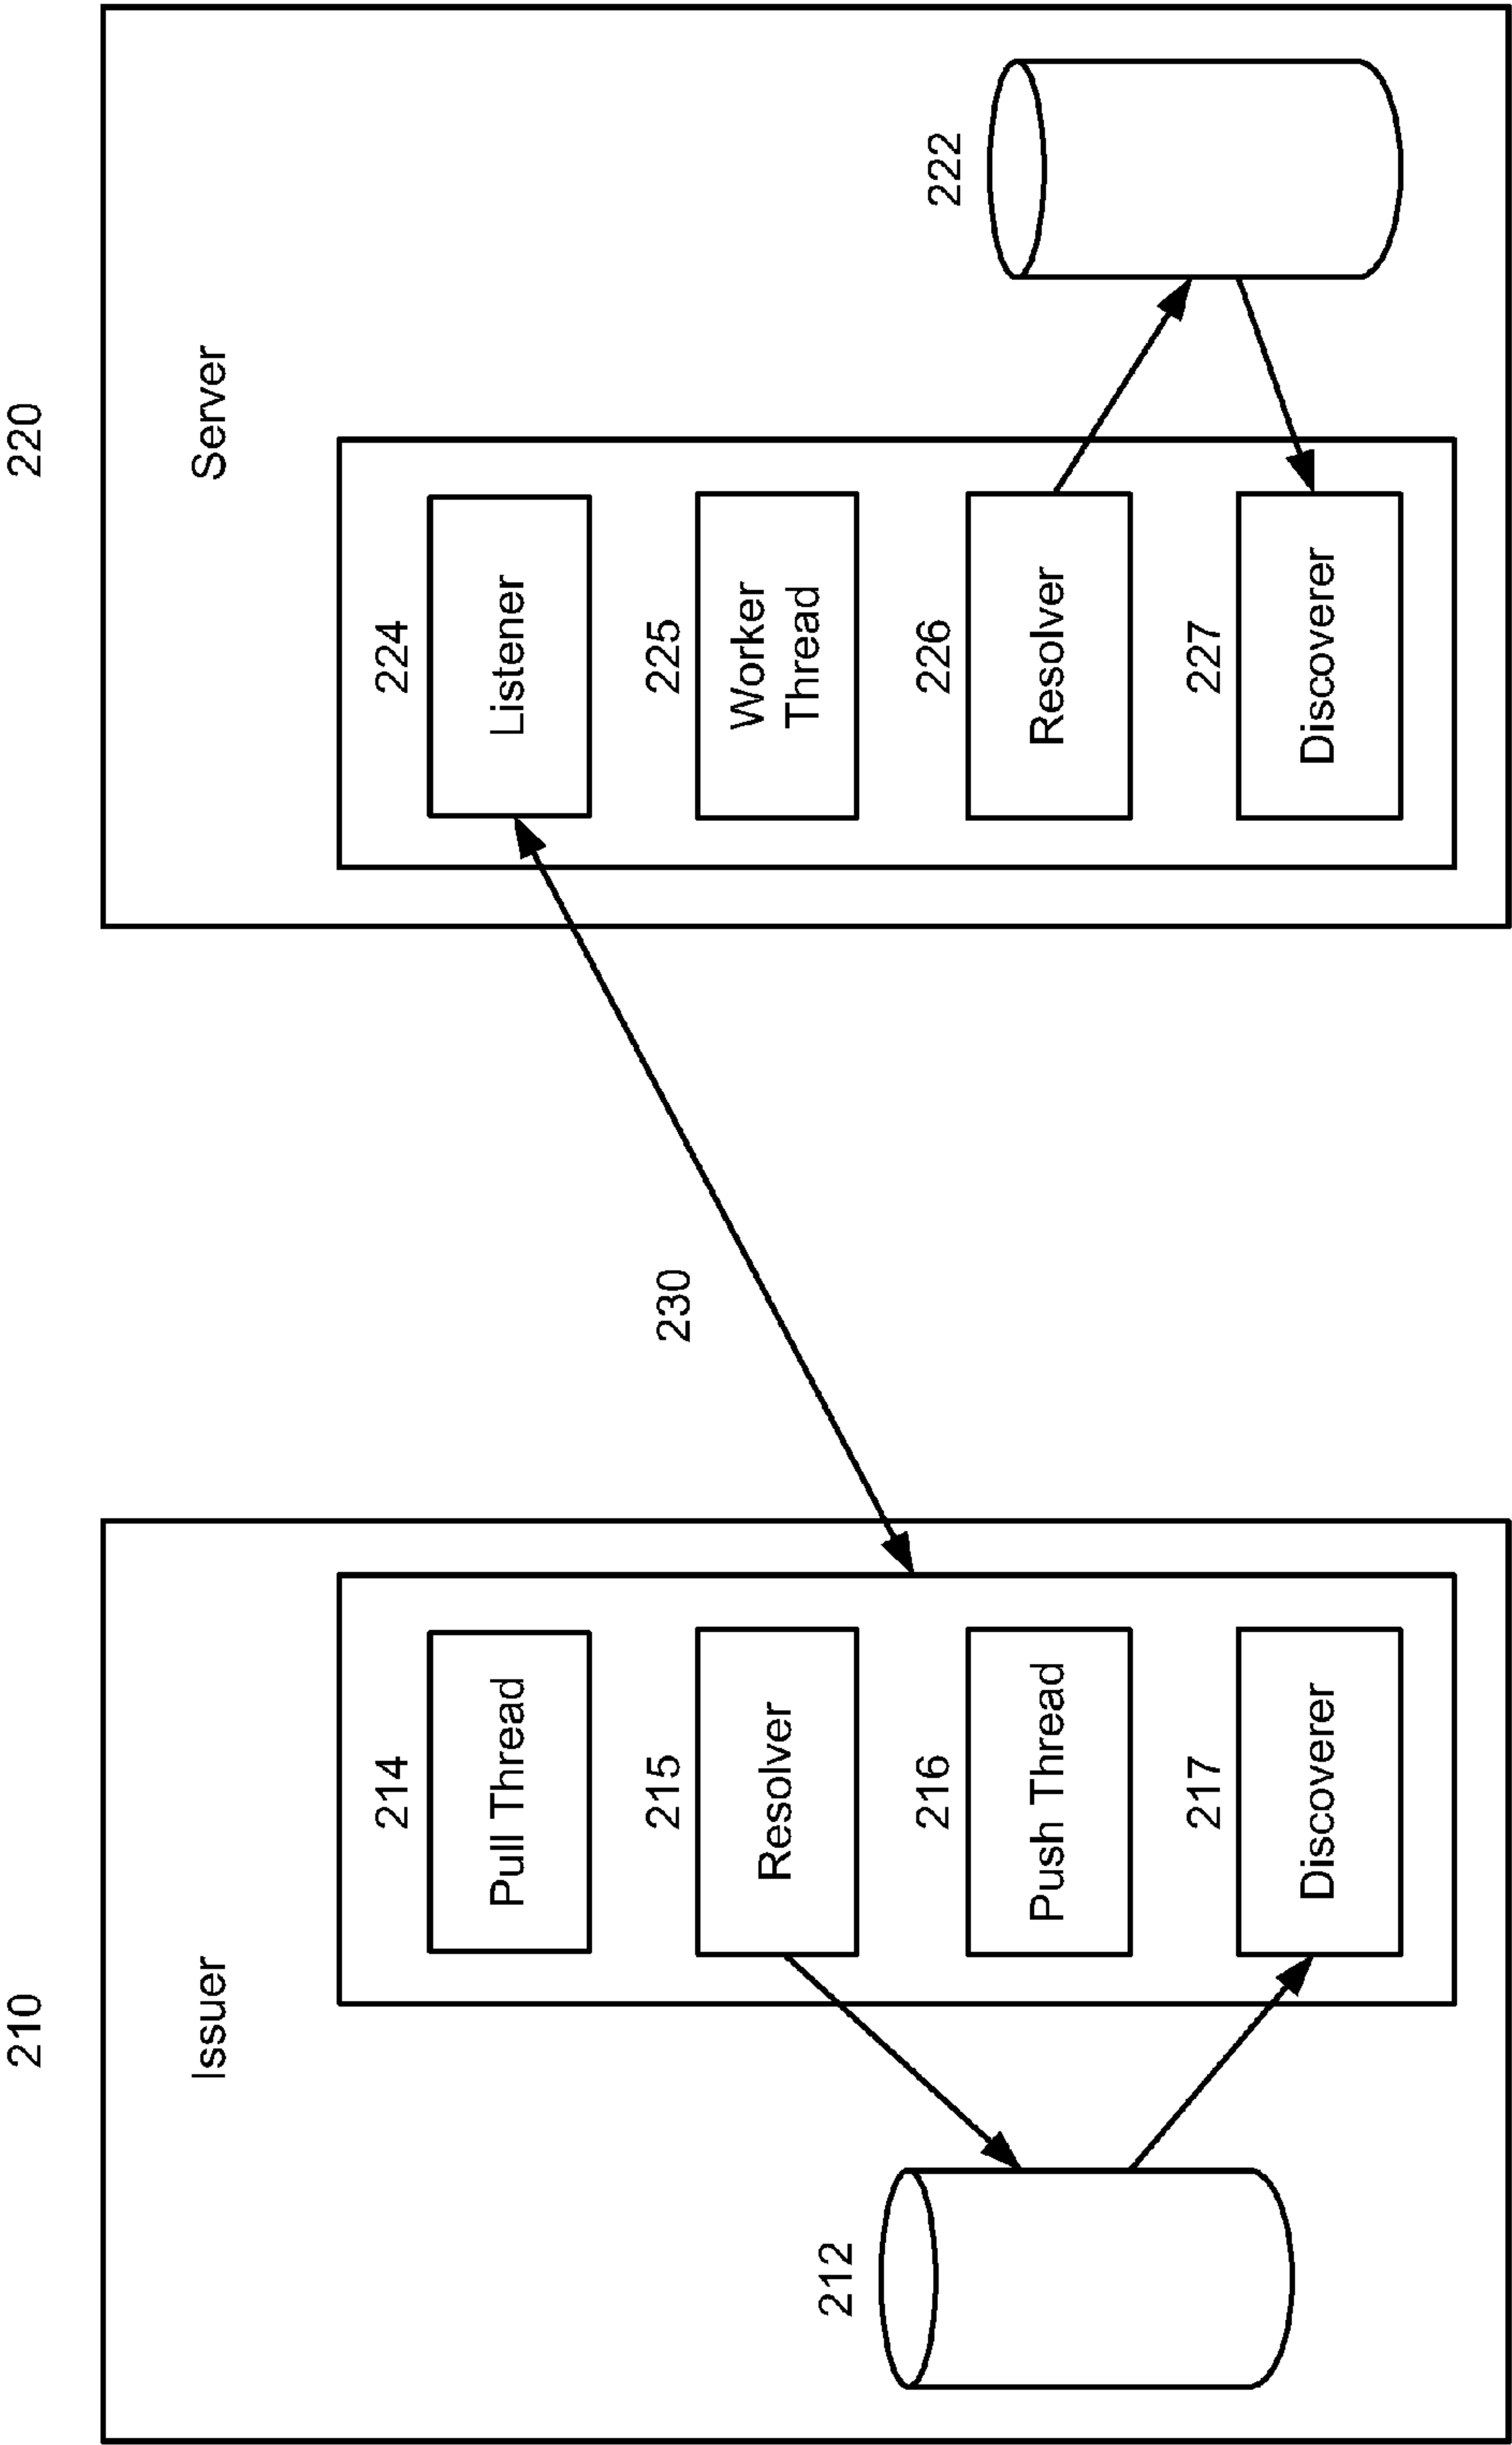 210
Issuer
212
214
Pull Thread
215
Resolver
216
Push Thread
217
Discoverer
230
220
Server
224
Listener
225
Worker
Thread
226
Resolver
227
Discoverer
222